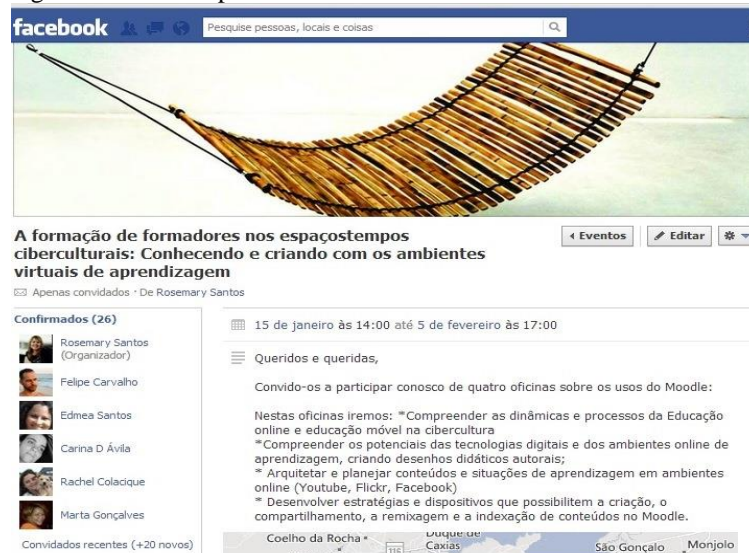 facebook
Pesquise pessoas, locais e coisas
A formação de formadores nos espaçostempos
ciberculturais: Conhecendo e criando com os ambientes
virtuais de aprendizagem
Eventos
Editar
Apenas convidados · De Rosemary Santos
Confirmados (26)
Rosemary Santos
(Organizador)
Felipe Carvalho
Edmea Santos
Carina D Ávila
Rachel Colacique
Marta Gonçalves
Convidados recentes (+20 novos)
15 de janeiro às 14:00 até 5 de fevereiro às 17:00
Queridos e queridas,
Convido-os a participar conosco de quatro oficinas sobre os usos do Moodle:
Nestas oficinas iremos: *Compreender as dinâmicas e processos da Educação
online e educação móvel na cibercultura
*Compreender os potenciais das tecnologias digitais e dos ambientes online de
aprendizagem, criando desenhos didáticos autorais;
* Arquitetar e planejar conteúdos e situações de aprendizagem em ambientes
online (Youtube, Flickr, Facebook)
* Desenvolver estratégias e dispositivos que possibilitem a criação, o
compartilhamento, a remixagem e a indexação de conteúdos no Moodle.
Coelho da Rocha
116
Duque de
Caxias
São Gonçalo
Monjolo